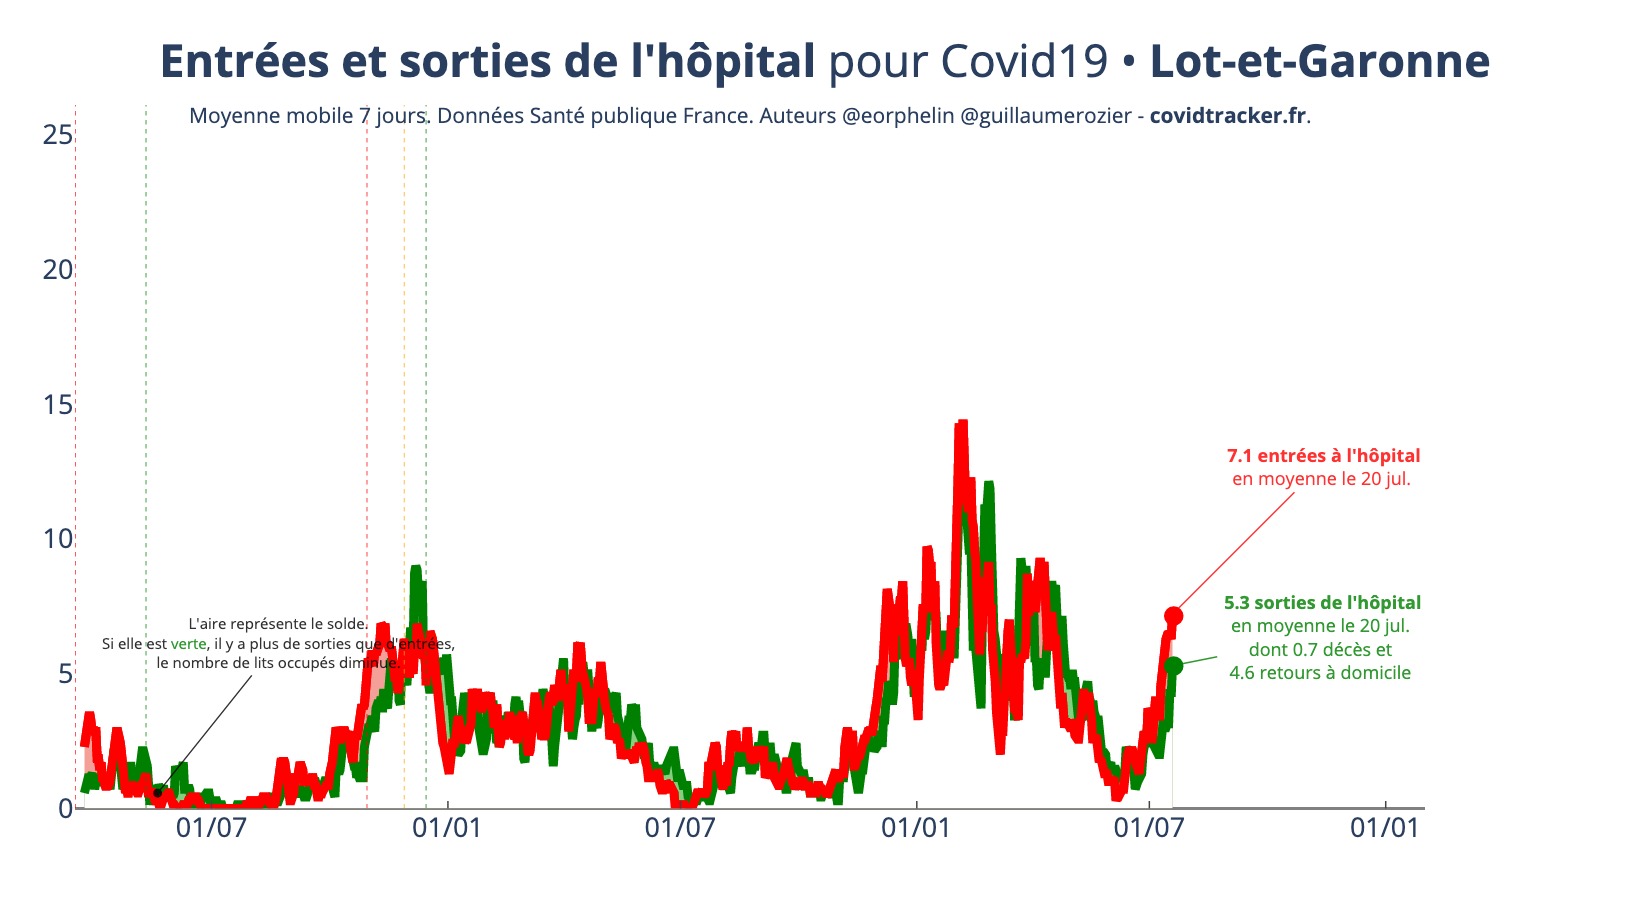 Entrées et sorties de l'hôpital pour Covid19 • Lot-et-Garonne
Moyenne mobile 7 jours. Données Santé publique France. Auteurs @eorphelin @guillaumerozier - covidtracker.fr.
25
20
15
10
5
0
7.1 entrées à l'hôpital
en moyenne le 20 jul.
5.3 sorties de l'hôpital
en moyenne le 20 jul.
dont 0.7 décès et
4.6 retours à domicile
L'aire représente le solde.
Si elle est verte, il y a plus de sorties que d'entrées,
le nombre de lits occupés diminue.
01/07 01/01 01/07 01/01 01/07 01/01